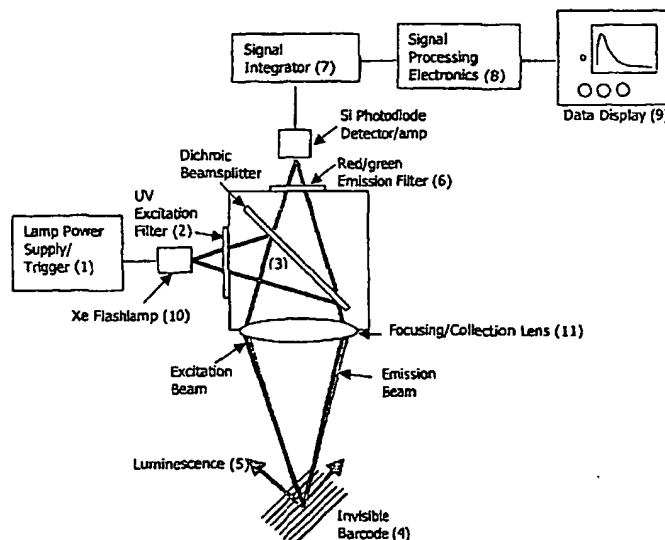 Signal
Integrator (7)
Signal
Processing
Electronics (8)
Data Display (9)
Si Photodiode
Detector/amp
Dichroic
Beamsplitter
Red/green
Emission Filter (6)
UV
Excitation
Filter (2)
Lamp Power
Supply/
Trigger (1)
(3)
Xe Flashlamp (10)
Focusing/Collection Lens (11)
Excitation
Beam
Emission
Beam
Luminescence (5)
Invisible
Barcode (4)